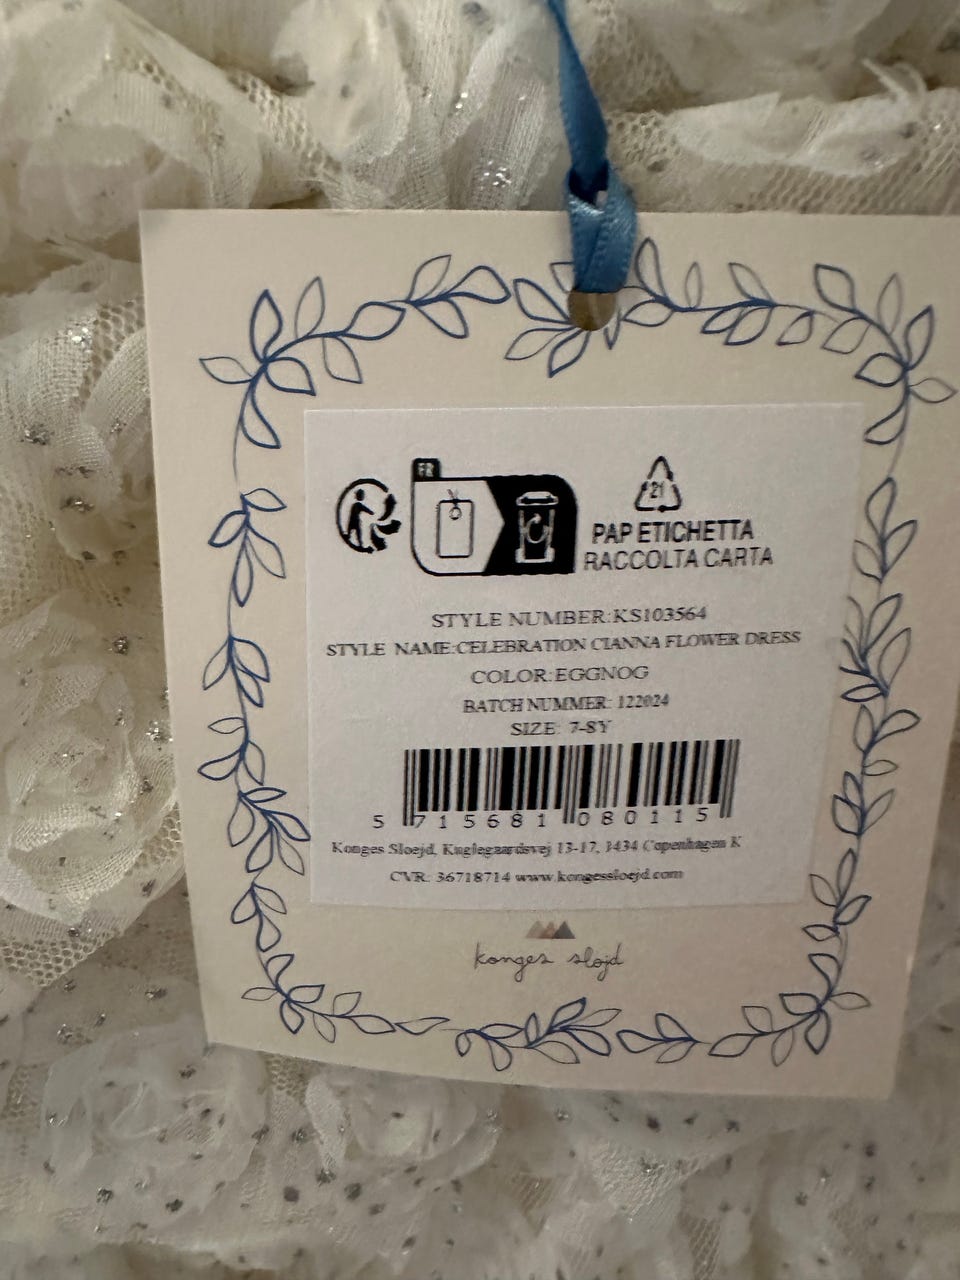 FR
21
PAP ETICHETTA
RACCOLTA CARTA
STYLE NUMBER:KS103564
STYLE NAME:CELEBRATION CIANNA FLOWER DRESS
COLOR:EGGNOG
BATCH NUMMER: 122024
SIZE: 7-8Y
5 715681 080115
Konges Sloejd, Kuglegaardsvej 13-17, 1434 Copenhagen K
CVR: 36718714 www.kongessloejd.com
konges sløjd